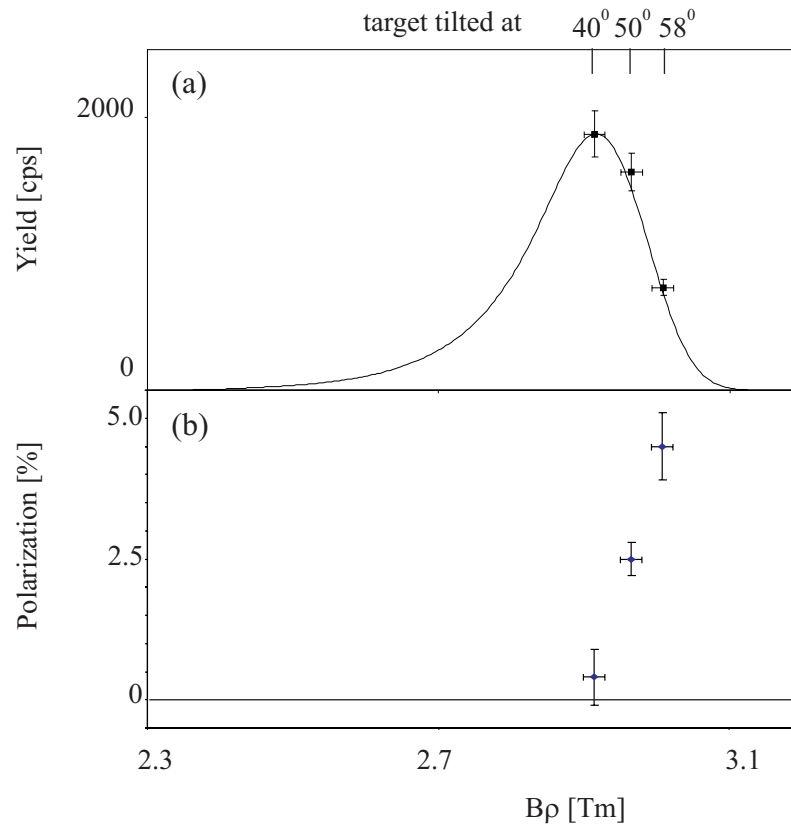 target tilted at 40⁰ 50⁰ 58⁰
(a)
2000
Yield [cps]
0
5.0
(b)
Polarization [%]
2.5
0
2.3 2.7 3.1
Bρ [Tm]